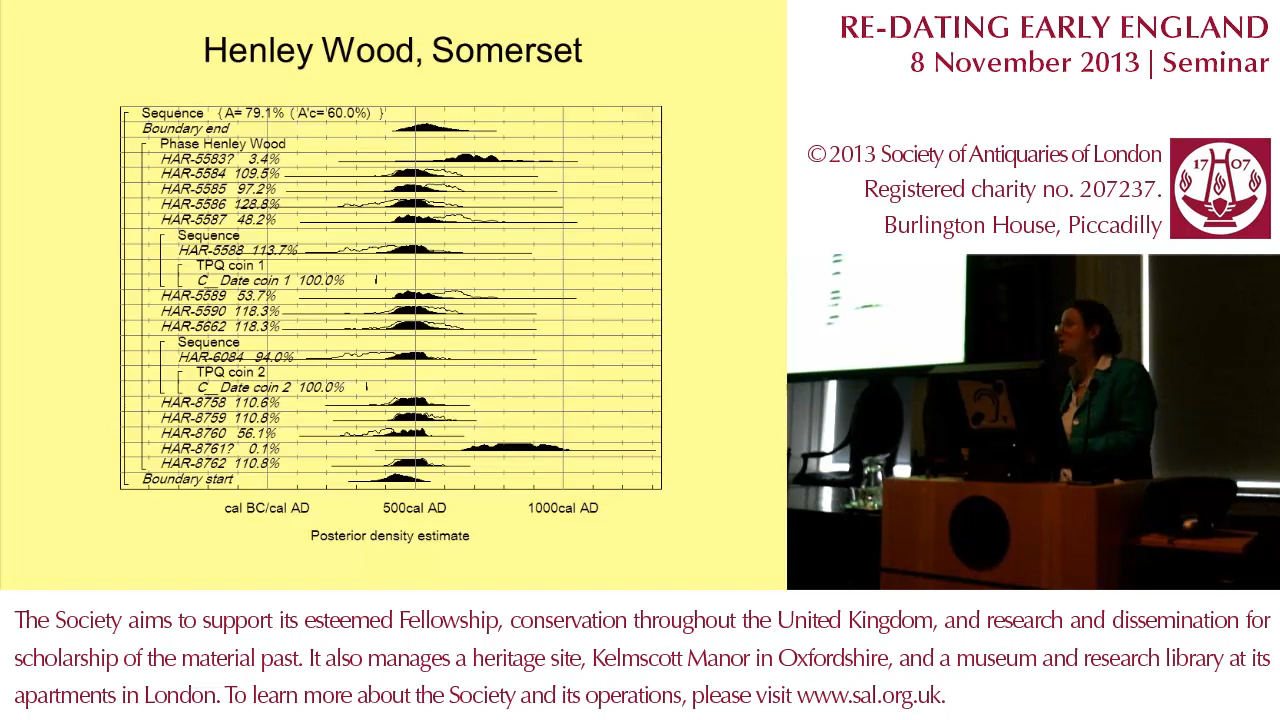 Henley Wood, Somerset
Sequence {A= 79.1% (A'c= 60.0%) }
Boundary end
Phase Henley Wood
HAR-5583? 3.4%
HAR-5584 109.5%
HAR-5585 97.2%
HAR-5586 128.8%
HAR-5587 48.2%
Sequence
HAR-5588 113.7%
TPQ coin 1
C_Date coin 1 100.0%
HAR-5589 53.7%
HAR-5590 118.3%
HAR-5662 118.3%
Sequence
HAR-6084 94.0%
TPQ coin 2
C_Date coin 2 100.0%
HAR-8758 110.6%
HAR-8759 110.8%
HAR-8760 56.1%
HAR-8761? 0.1%
HAR-8762 110.8%
Boundary start
cal BC/cal AD 500cal AD 1000cal AD
Posterior density estimate
RE-DATING EARLY ENGLAND
8 November 2013 | Seminar
©2013 Society of Antiquaries of London
Registered charity no. 207237.
Burlington House, Piccadilly
17 07
The Society aims to support its esteemed Fellowship, conservation throughout the United Kingdom, and research and dissemination for
scholarship of the material past. It also manages a heritage site, Kelmscott Manor in Oxfordshire, and a museum and research library at its
apartments in London. To learn more about the Society and its operations, please visit www.sal.org.uk.